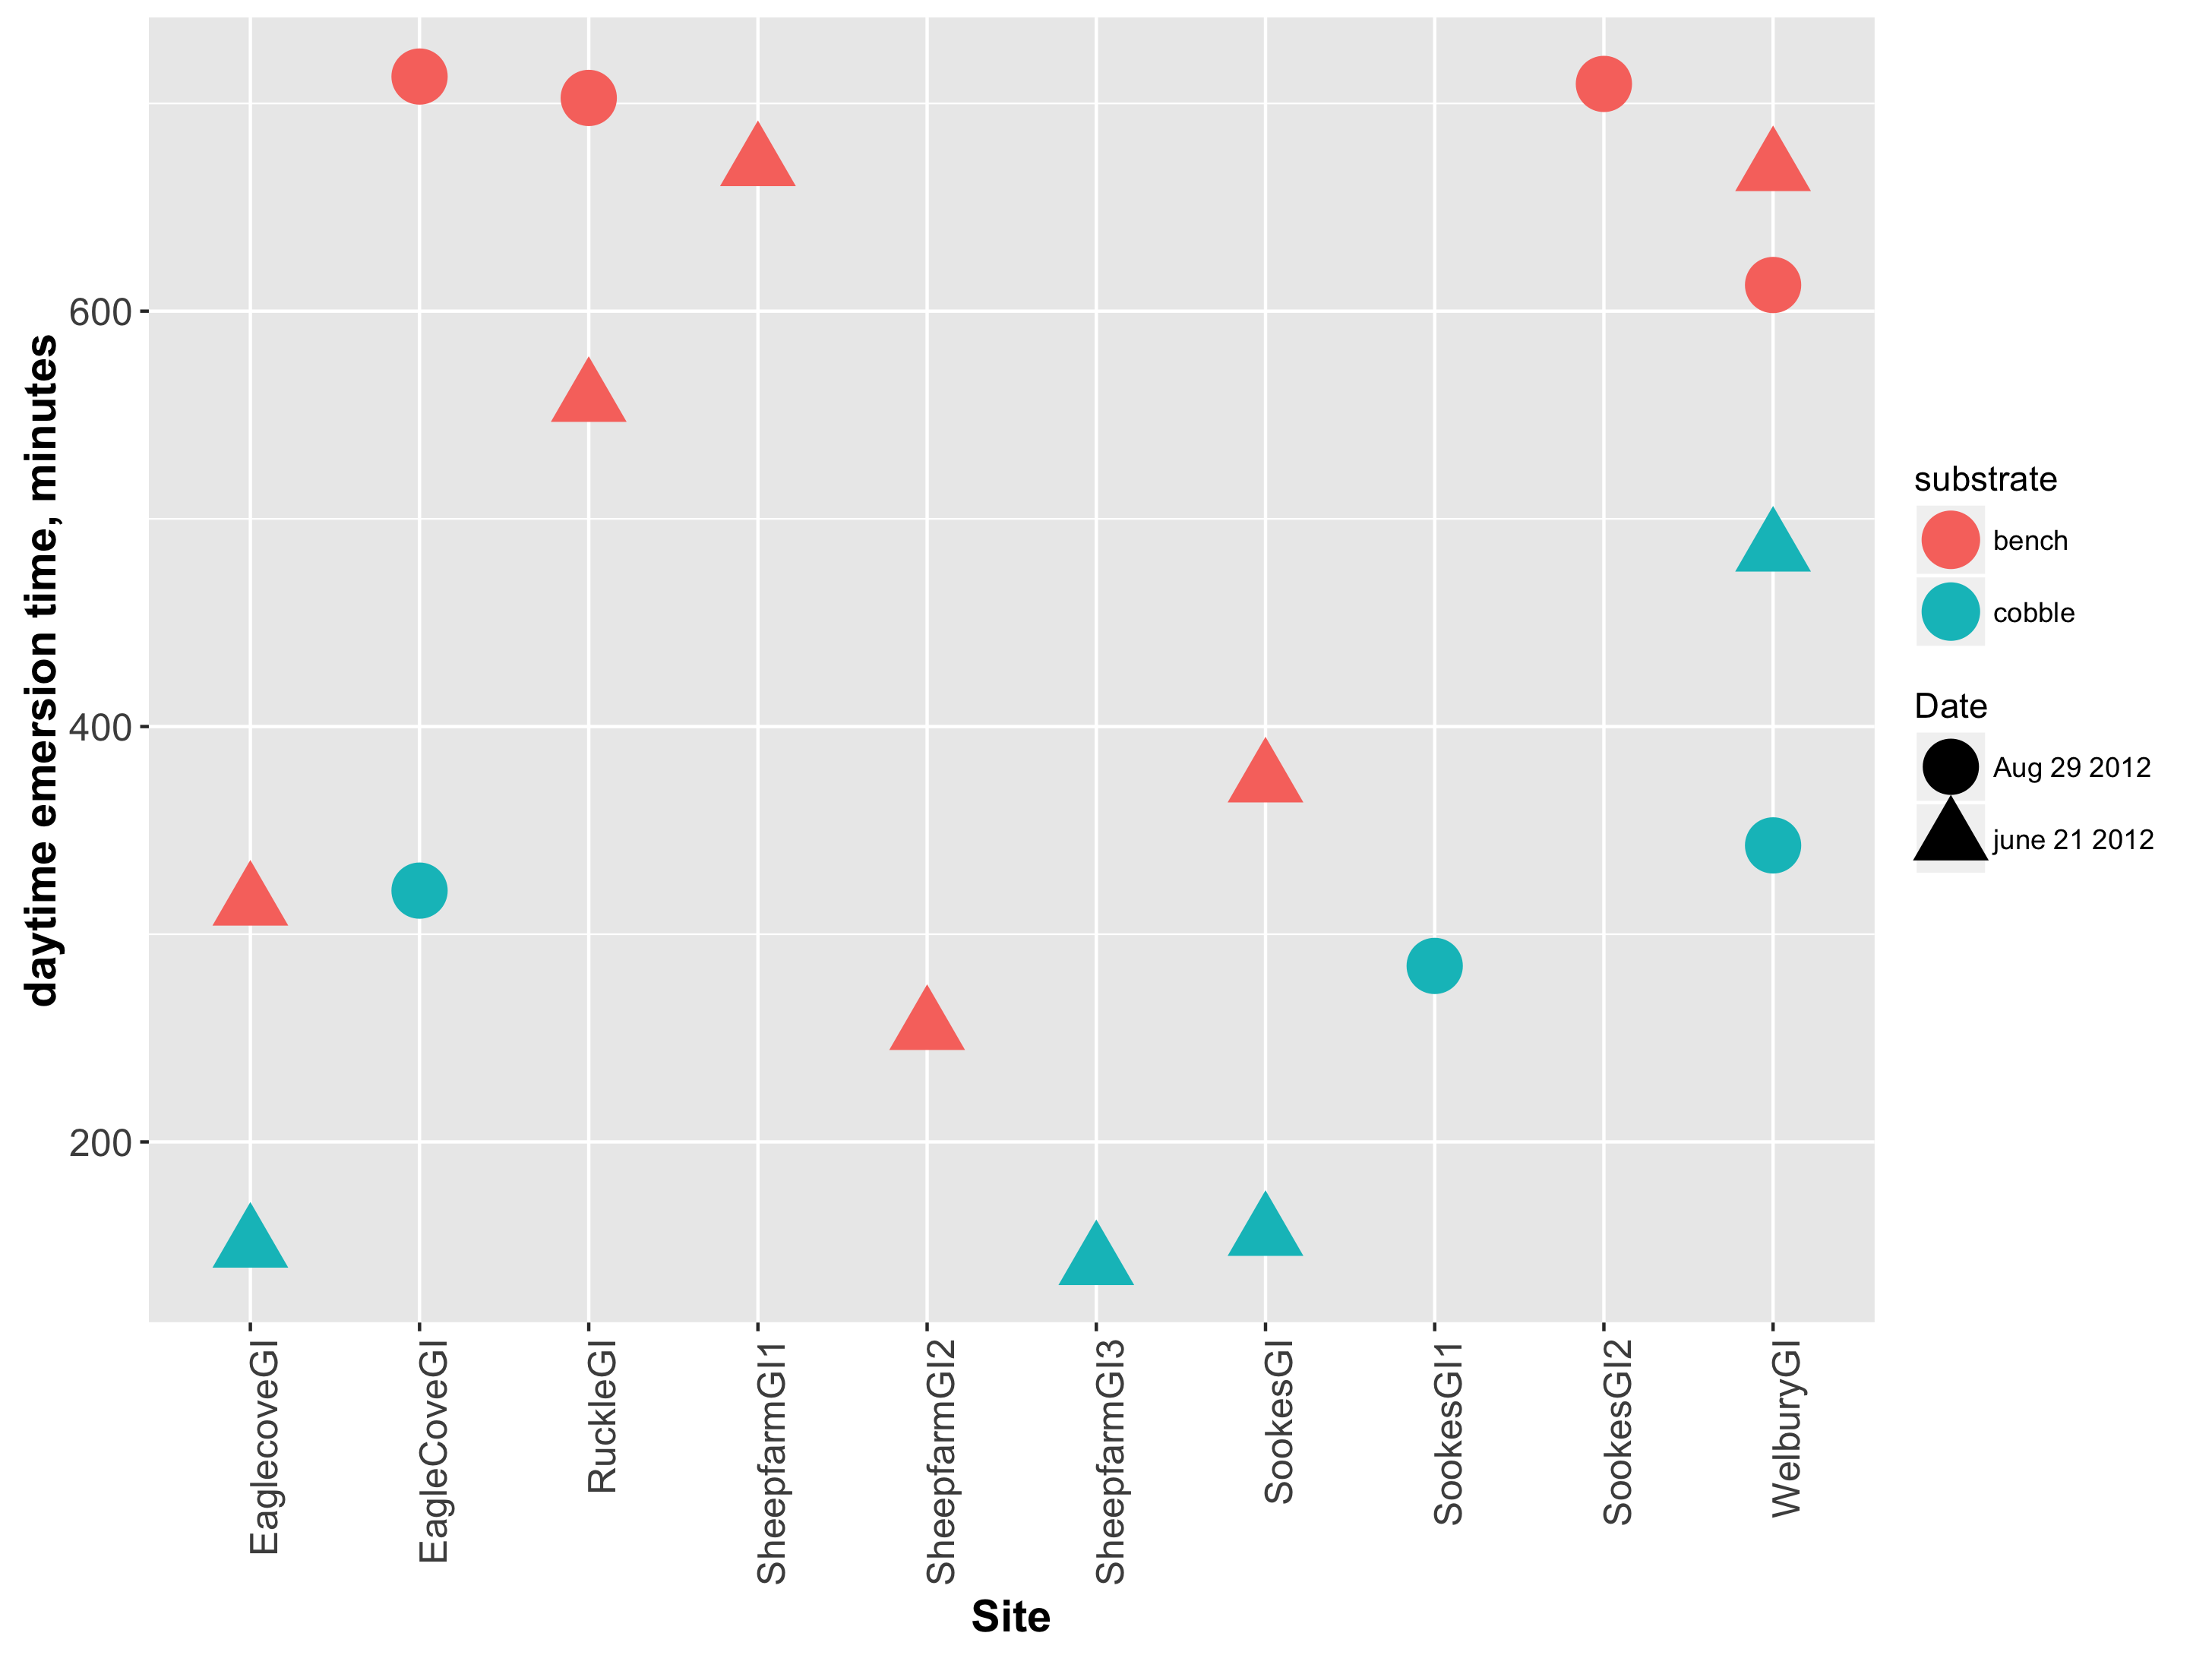 daytime emersion time, minutes
600
400
200
EaglecoveGI
EagleCoveGI
RuckleGI
SheepfarmGI1
SheepfarmGI2
SheepfarmGI3
SookesGI
SookesGI1
SookesGI2
WelburyGI
Site
substrate
bench
cobble
Date
Aug 29 2012
june 21 2012